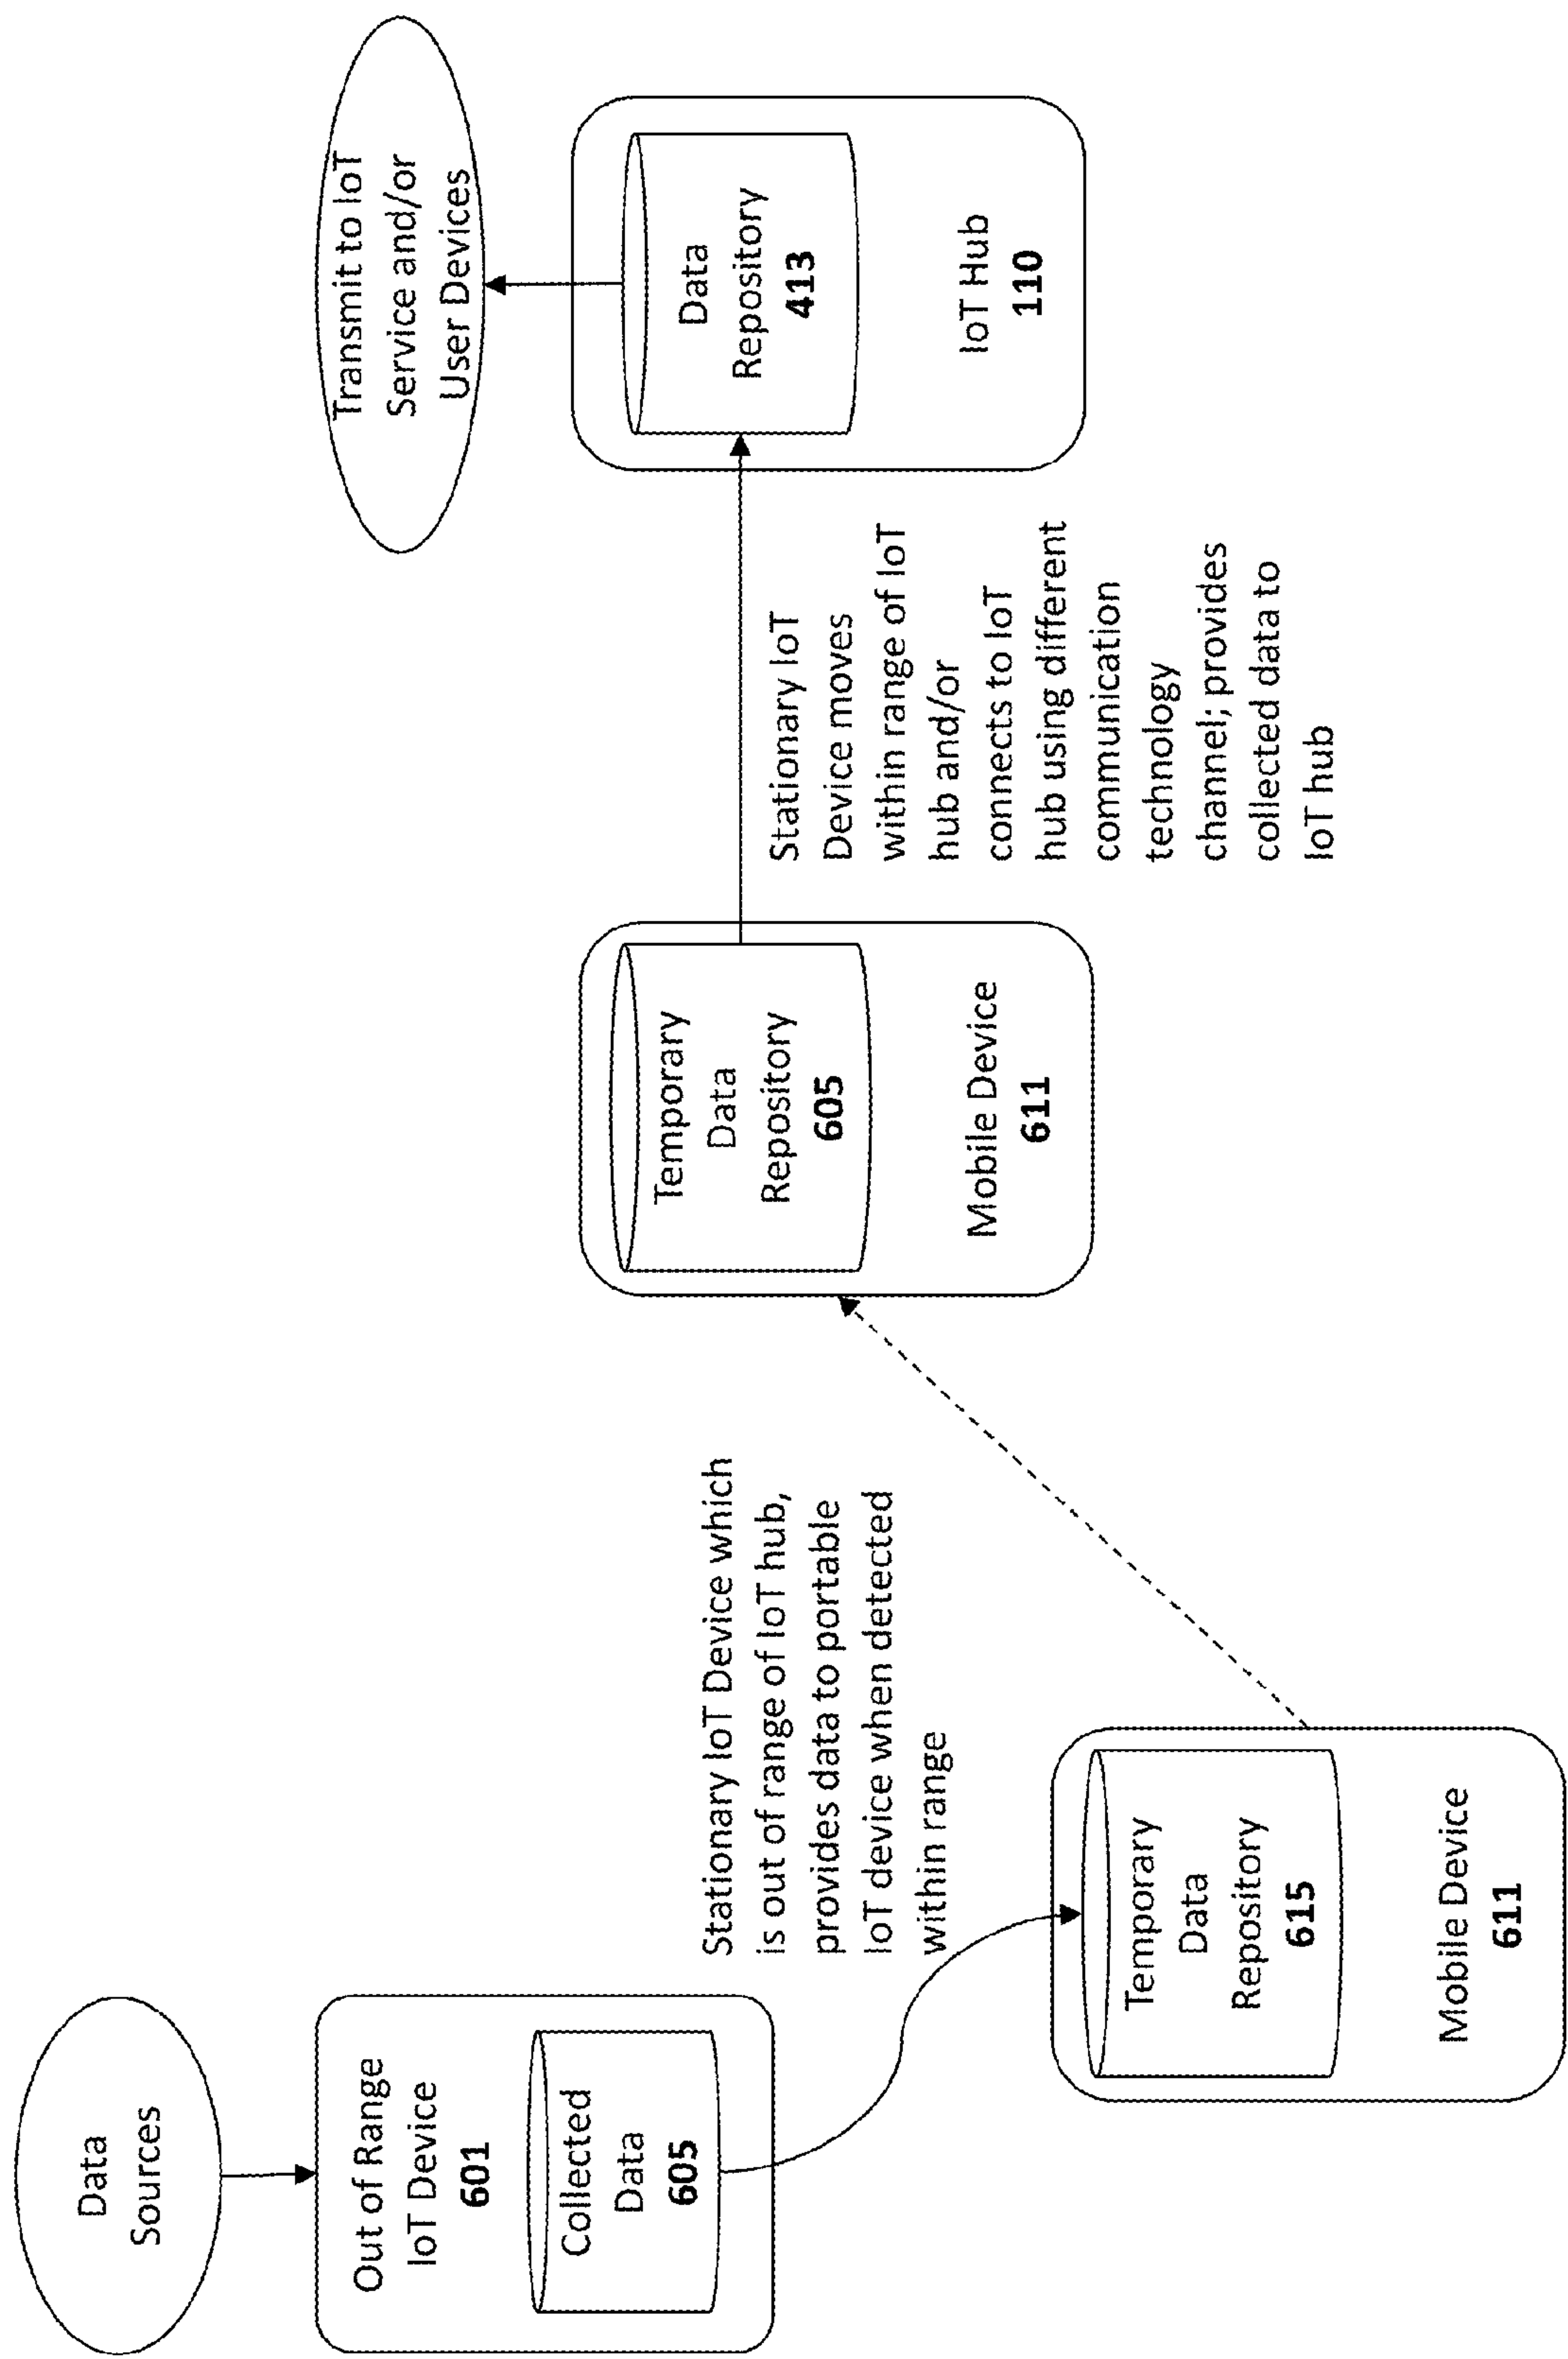 Data
Sources
Out of Range
IoT Device
601
Collected
Data
605
Stationary IoT Device which
is out of range of IoT hub,
provides data to portable
IoT device when detected
within range
Temporary
Data
Repository
615
Mobile Device
611
Temporary
Data
Repository
605
Mobile Device
611
Stationary IoT
Device moves
within range of IoT
hub and/or
connects to IoT
hub using different
communication
technology
channel; provides
collected data to
IoT hub
Transmit to IoT
Service and/or
User Devices
Data
Repository
413
IoT Hub
110